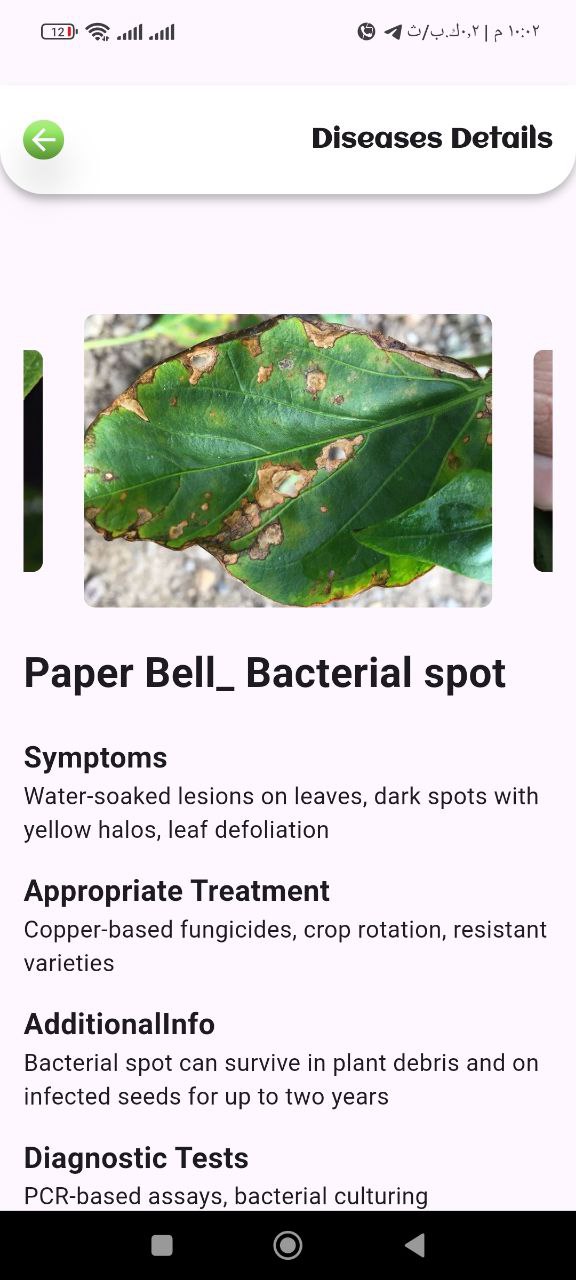 12
١٠:٠٢ م | ٠٫٢ك.ب/ث
Diseases Details
Paper Bell_ Bacterial spot
Symptoms
Water-soaked lesions on leaves, dark spots with
yellow halos, leaf defoliation
Appropriate Treatment
Copper-based fungicides, crop rotation, resistant
varieties
AdditionalInfo
Bacterial spot can survive in plant debris and on
infected seeds for up to two years
Diagnostic Tests
PCR-based assays, bacterial culturing